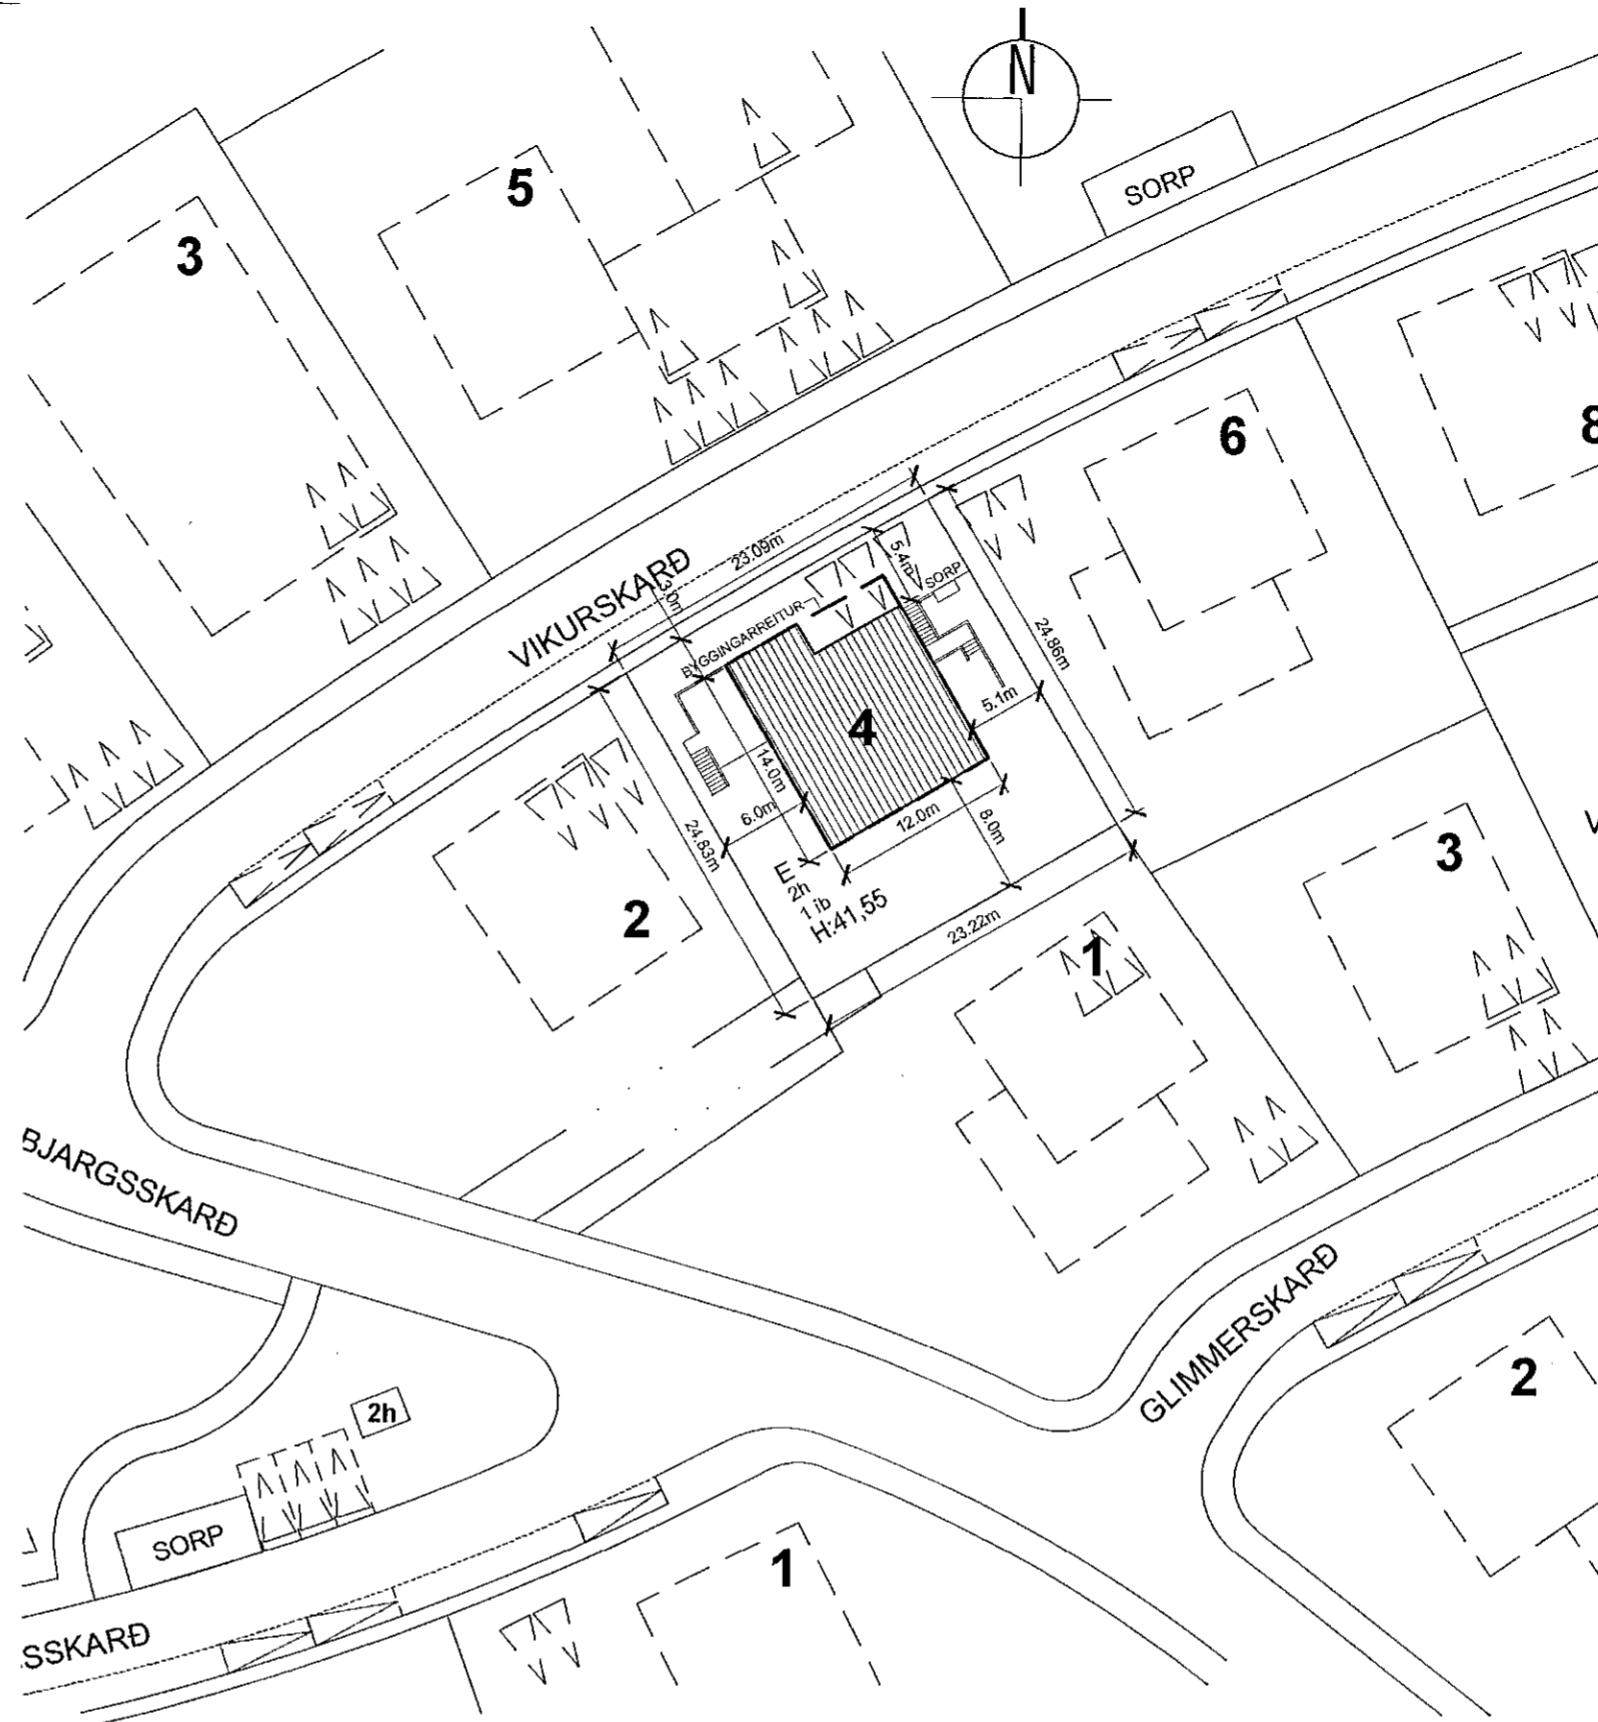 N
SORP
5
3
6
8
VIKURSKARÐ
23.09m
3.0m
5.4m
SORP
BYGGINGARREITUR
24.86m
5.1m
4
14.0m
6.0m
12.0m
8.0m
24.83m
E
2h
1 íb
H:41,55
23.22m
2
1
3
V
BJARGSSKARÐ
GLIMMERSKARÐ
2
2h
SORP
1
SSKARÐ